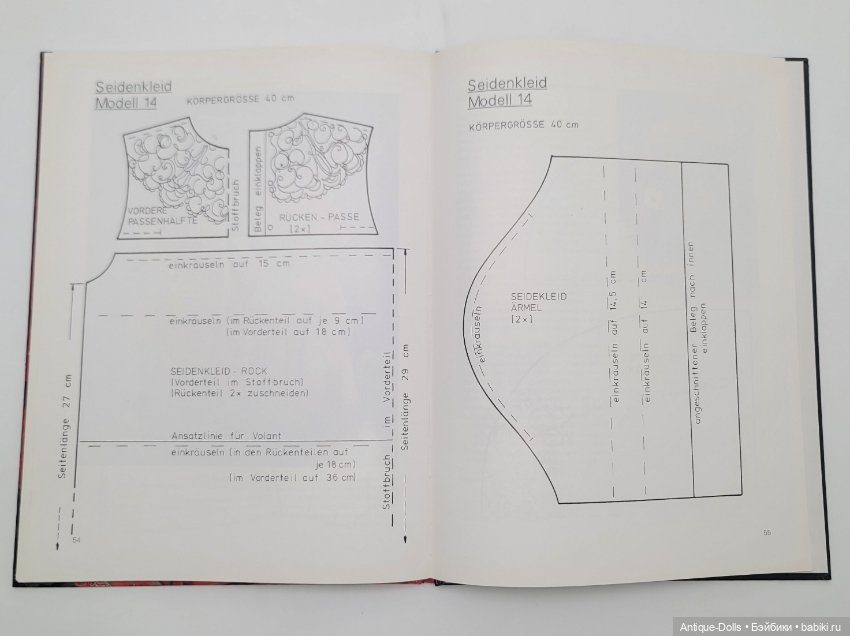 Seidenkleid
Modell 14
KÖRPERGRÖSSE 40 cm
VORDERE
PASSENHÄLFTE
Stoffbruch
Beleg einklappen
RÜCKEN - PASSE
[2×]
einkräuseln auf 15 cm
einkräuseln (im Rückenteil auf je 9 cm)
(im Vorderteil auf 18 cm)
SEIDENKLEID - ROCK
(Vorderteil im Stoffbruch)
(Rückenteil 2× zuschneiden)
Ansatzlinie für Volant
einkräuseln (in den Rückenteilen auf
je 18 cm)
(im Vorderteil auf 36 cm)
Seitenlänge 27 cm
Stoffbruch im Vorderteil
Seitenlänge 29 cm
54
Seidenkleid
Modell 14
KÖRPERGRÖSSE 40 cm
einkräuseln
SEIDEKLEID
ÄRMEL
[2×]
einkräuseln auf 14,5 cm
einkräuseln auf 14 cm
angeschnittener Beleg nach innen
einklappen
55
Antique-Dolls • Бэйбики • babiki.ru